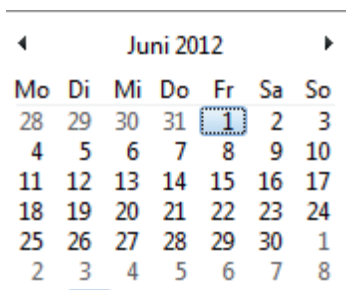 Juni 2012
Mo Di Mi Do Fr Sa So
28 29 30 31 1 2 3
4 5 6 7 8 9 10
11 12 13 14 15 16 17
18 19 20 21 22 23 24
25 26 27 28 29 30 1
2 3 4 5 6 7 8